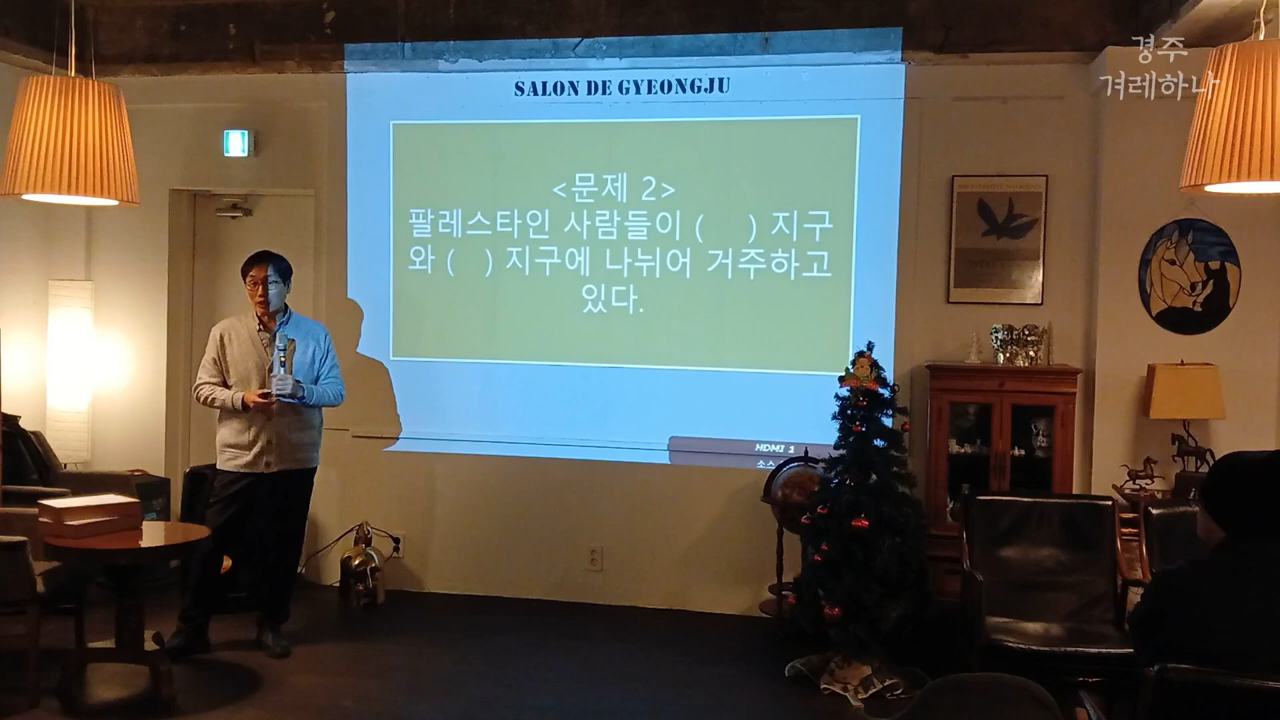 경주
겨레하나
SALON DE GYEONGJU
<문제 2>
팔레스타인 사람들이 (    ) 지구
와 (    ) 지구에 나뉘어 거주하고
있다.
HDMI 1